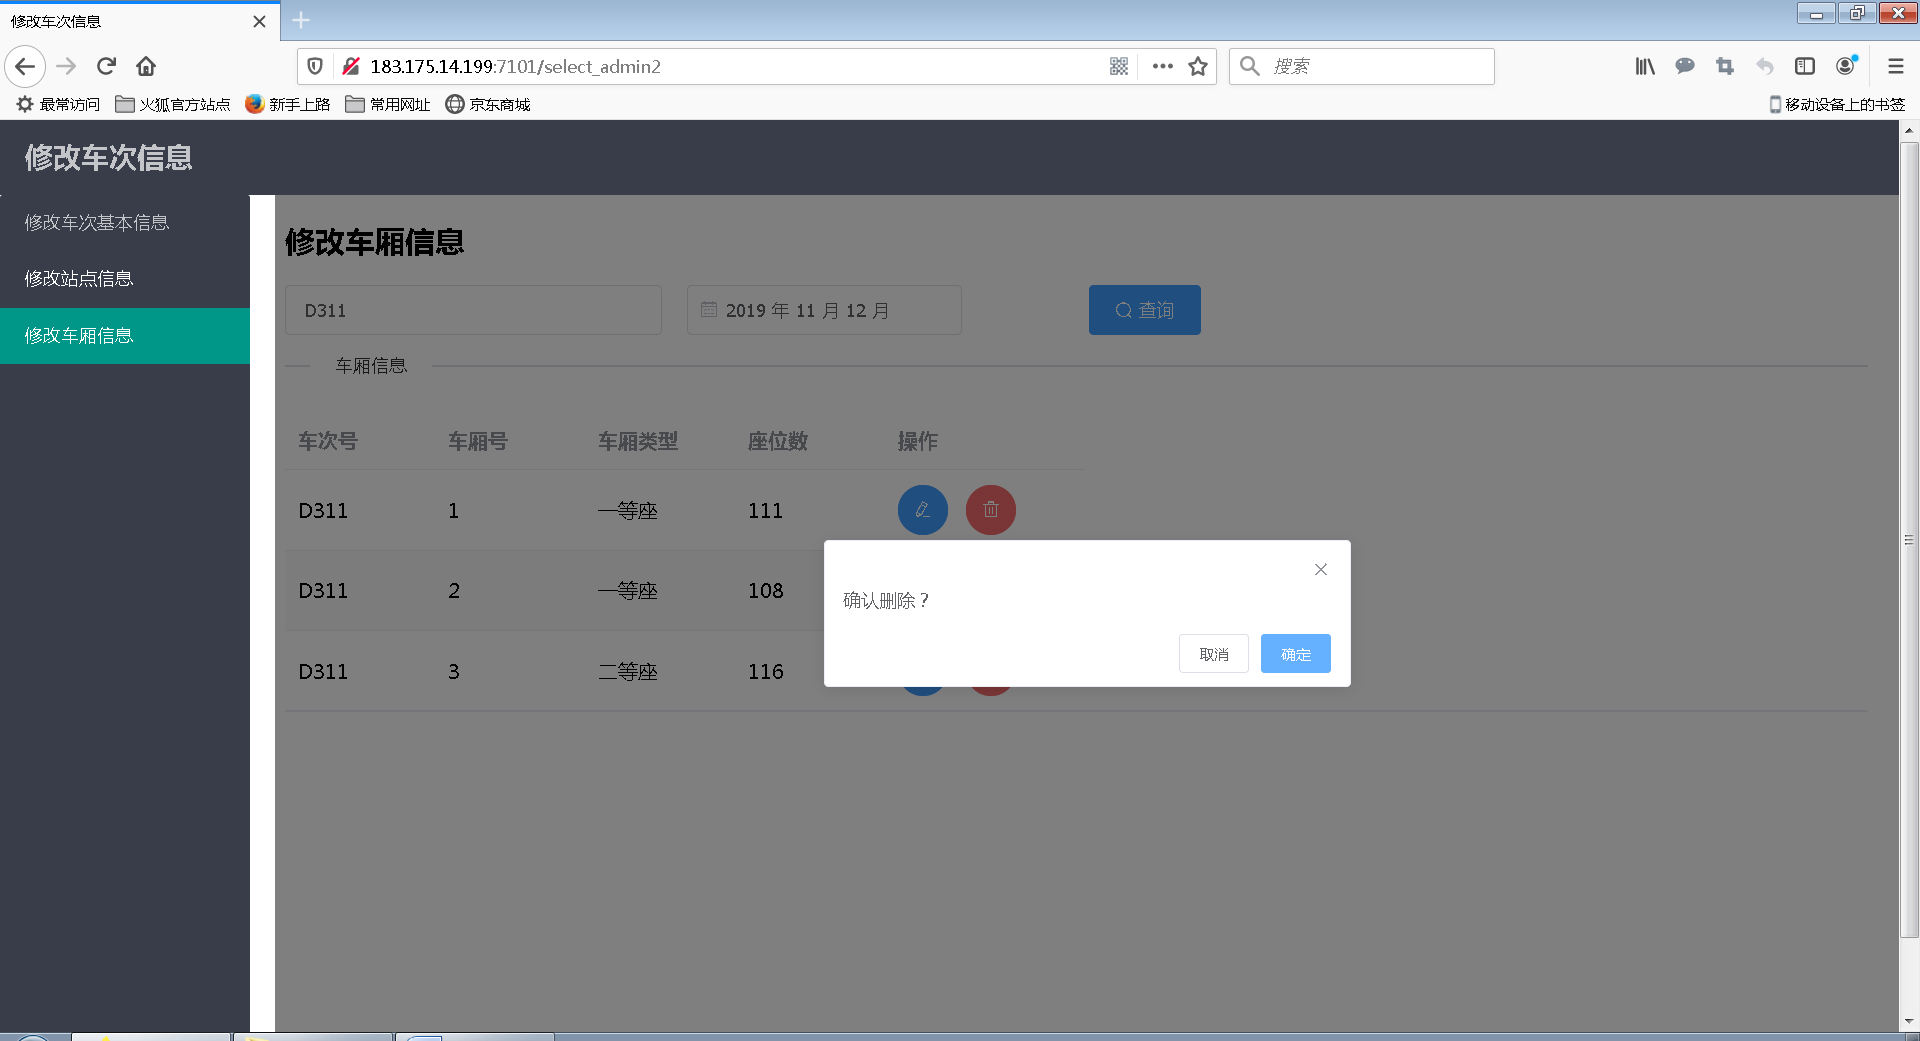 修改车次信息
183.175.14.199:7101/select_admin2
搜索
最常访问 火狐官方站点 新手上路 常用网址 京东商城 移动设备上的书签
修改车次信息
修改车次基本信息
修改站点信息
修改车厢信息
修改车厢信息
D311 2019 年 11 月 12 月 查询
车厢信息
车次号 车厢号 车厢类型 座位数 操作
D311 1 一等座 111
D311 2 一等座 108
D311 3 二等座 116
确认删除？
取消 确定